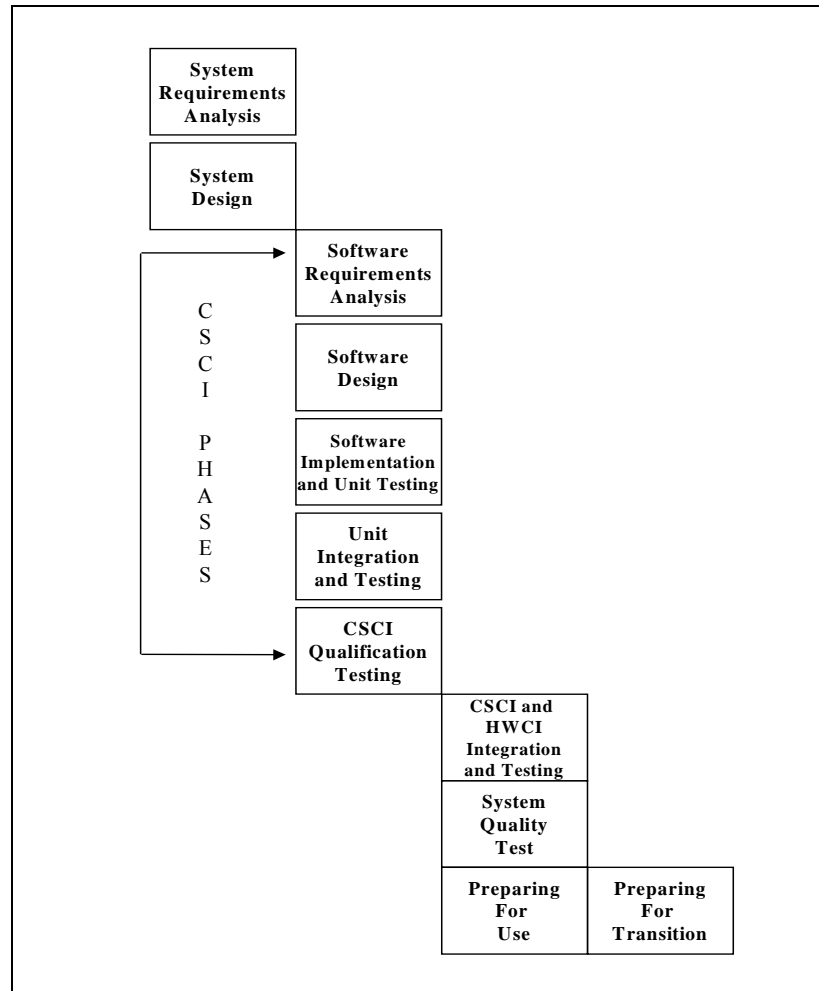 System
Requirements
Analysis
System
Design
Software
Requirements
Analysis
C
S
C
I
P
H
A
S
E
S
Software
Design
Software
Implementation
and Unit Testing
Unit
Integration
and Testing
CSCI
Qualification
Testing
CSCI and
HWCI
Integration
and Testing
System
Quality
Test
Preparing
For
Use
Preparing
For
Transition